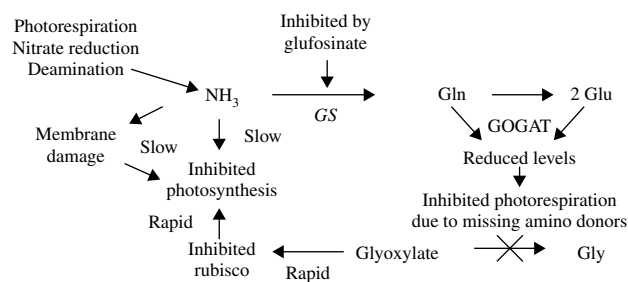 Photorespiration
Nitrate reduction
Deamination
Inhibited by
glufosinate
NH3
GS
Gln
2 Glu
GOGAT
Membrane
damage
Slow
Slow
Inhibited
photosynthesis
Reduced levels
Inhibited photorespiration
due to missing amino donors
Rapid
Inhibited
rubisco
Rapid
Glyoxylate
Gly